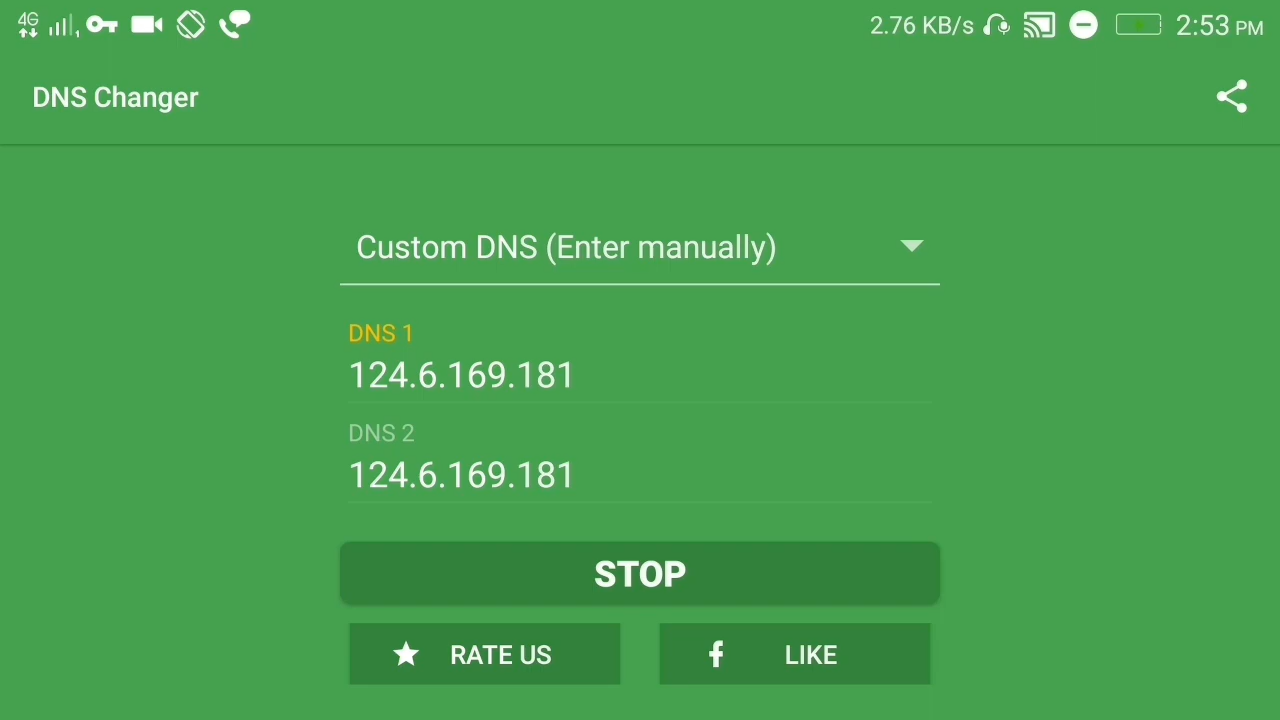 4G 2.76 KB/s 2:53 PM
DNS Changer
Custom DNS (Enter manually)
DNS 1
124.6.169.181
DNS 2
124.6.169.181
STOP
RATE US LIKE